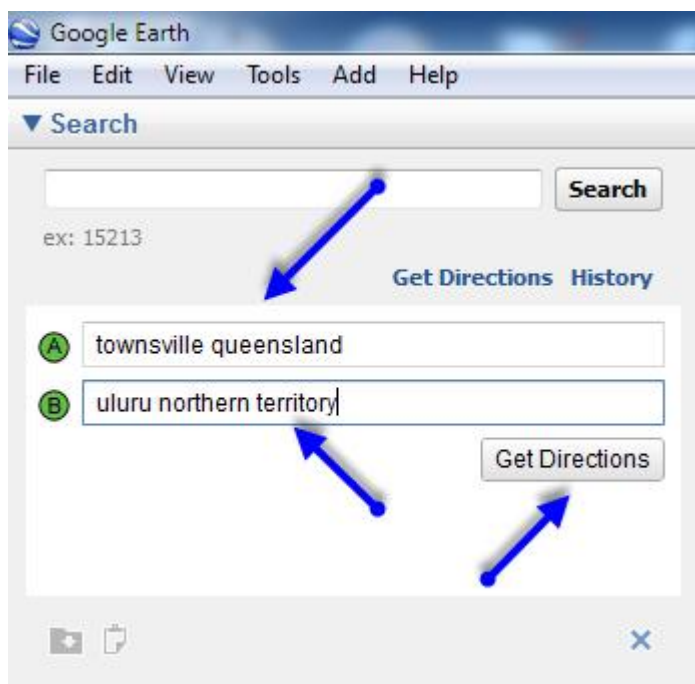 Google Earth
File Edit View Tools Add Help
Search
Search
ex: 15213
Get Directions History
A townsville queensland
B uluru northern territory
Get Directions